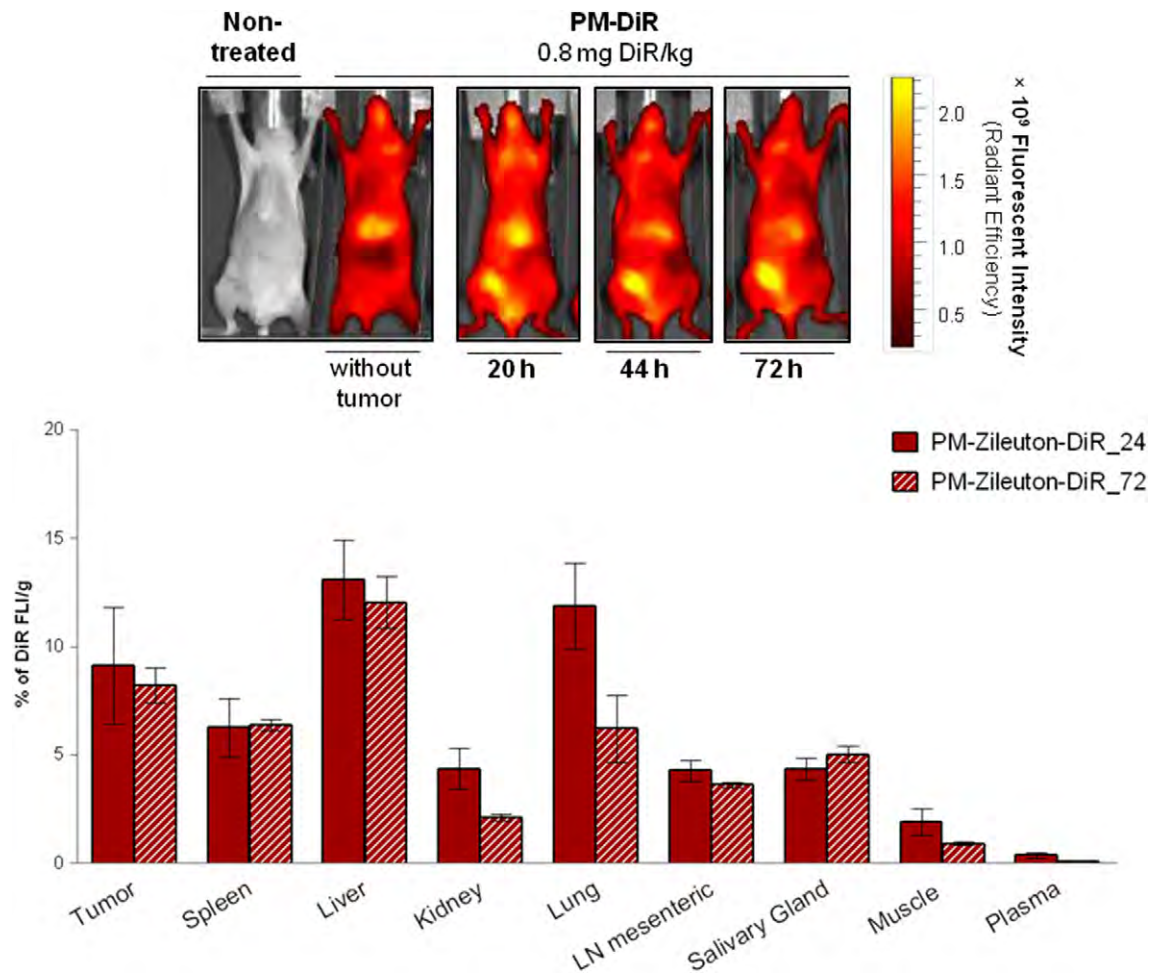 Non-
treated
PM-DiR
0.8 mg DiR/kg
2.0
1.5
1.0
0.5
× 10⁹ Fluorescent Intensity
(Radiant Efficiency)
without
tumor
20 h
44 h
72 h
20
15
10
5
0
% of DiR FLI/g
PM-Zileuton-DiR_24
PM-Zileuton-DiR_72
Tumor
Spleen
Liver
Kidney
Lung
LN mesenteric
Salivary Gland
Muscle
Plasma